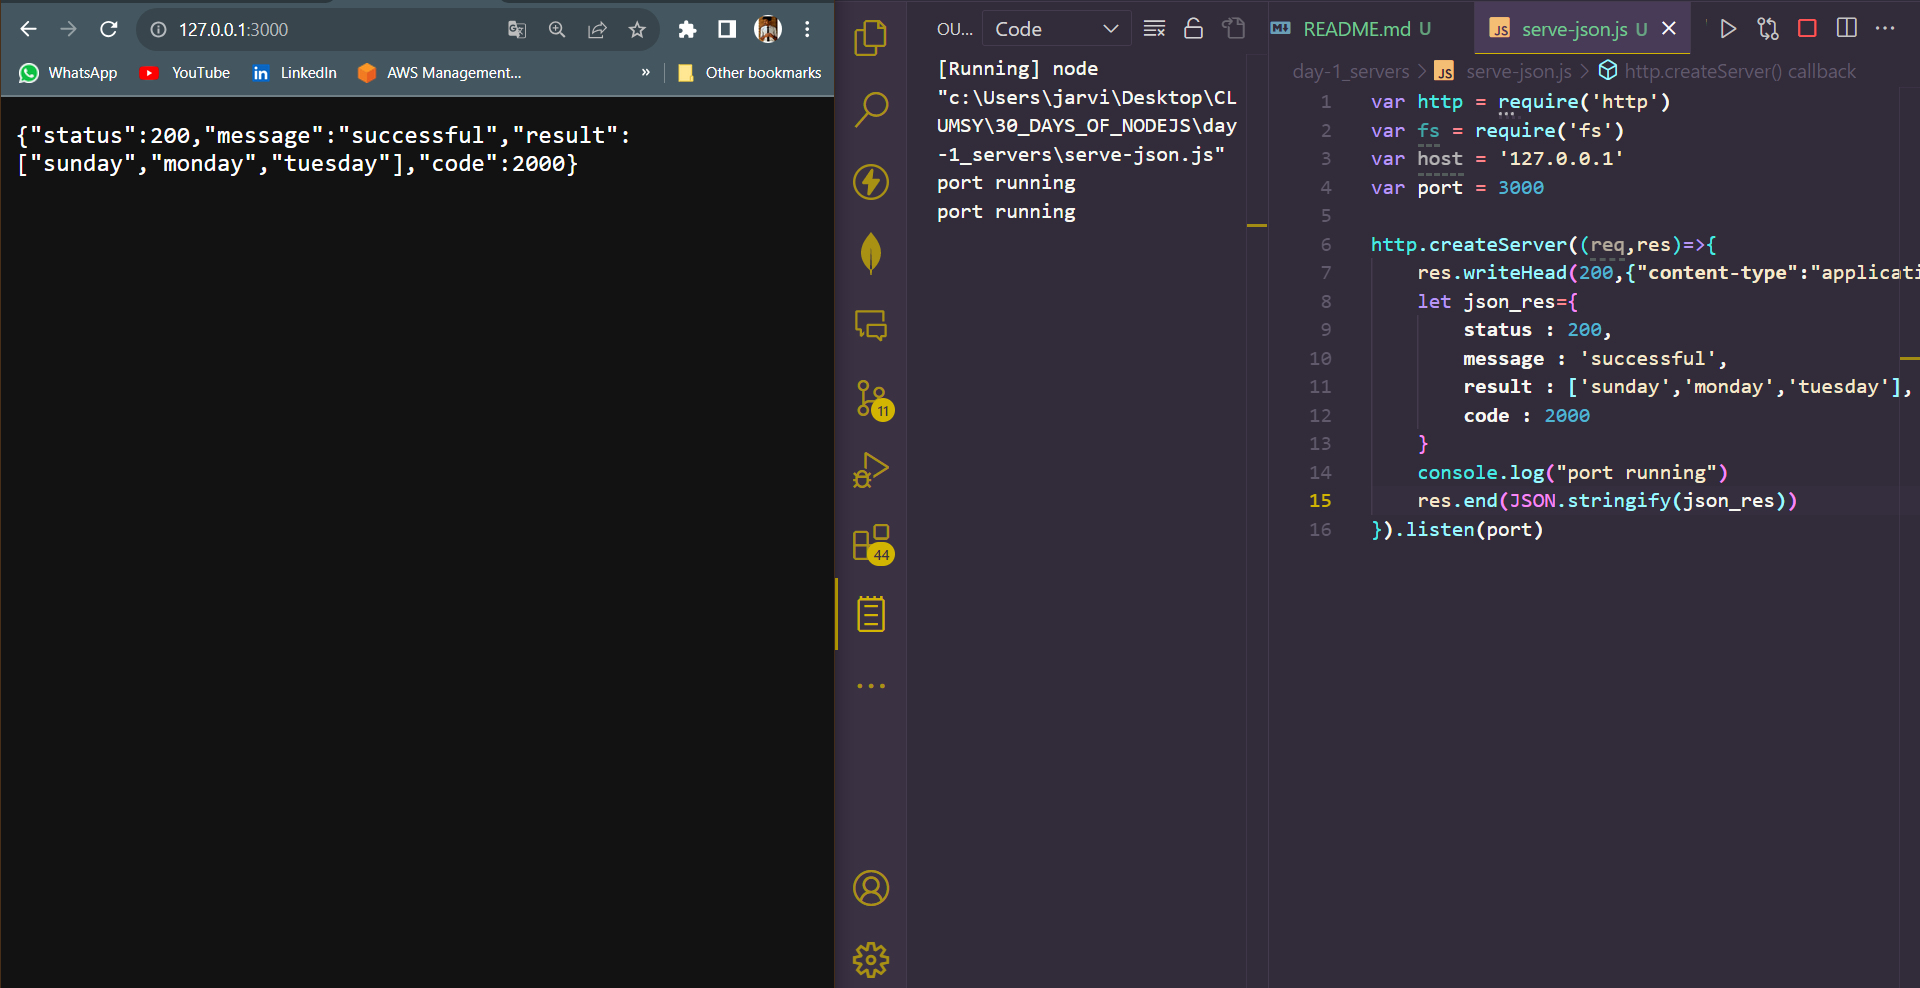 127.0.0.1:3000
WhatsApp YouTube LinkedIn AWS Management... » Other bookmarks
{"status":200,"message":"successful","result":
["sunday","monday","tuesday"],"code":2000}
11
44
OU... Code
[Running] node
"c:\Users\jarvi\Desktop\CL
UMSY\30_DAYS_OF_NODEJS\day
-1_servers\serve-json.js"
port running
port running
README.md U JS serve-json.js U
day-1_servers > JS serve-json.js > http.createServer() callback
1 var http = require('http')
2 var fs = require('fs')
3 var host = '127.0.0.1'
4 var port = 3000
5
6 http.createServer((req,res)=>{
7 res.writeHead(200,{"content-type":"applicati
8 let json_res={
9 status : 200,
10 message : 'successful',
11 result : ['sunday','monday','tuesday'],
12 code : 2000
13 }
14 console.log("port running")
15 res.end(JSON.stringify(json_res))
16 }).listen(port)